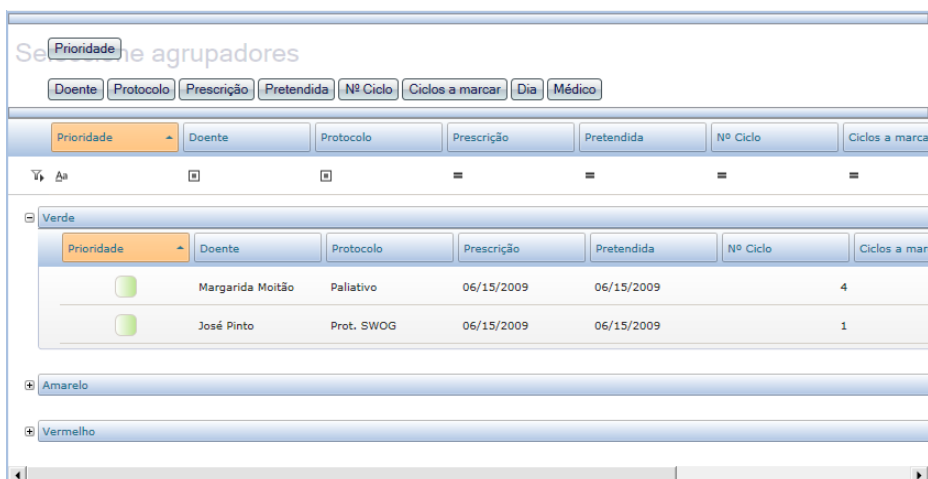 Selecione agrupadores
Prioridade
Doente Protocolo Prescrição Pretendida Nº Ciclo Ciclos a marcar Dia Médico
Prioridade Doente Protocolo Prescrição Pretendida Nº Ciclo Ciclos a marca
Aa = = = =
Verde
Prioridade Doente Protocolo Prescrição Pretendida Nº Ciclo Ciclos a mar
Margarida Moitão Paliativo 06/15/2009 06/15/2009 4
José Pinto Prot. SWOG 06/15/2009 06/15/2009 1
Amarelo
Vermelho